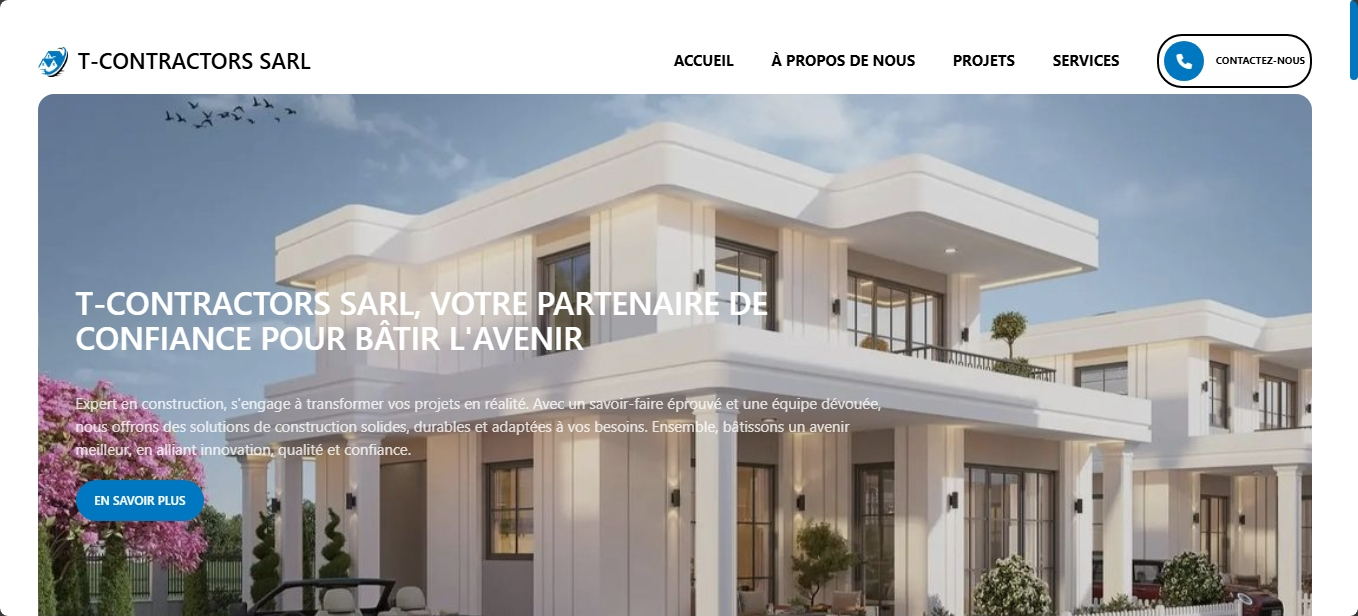 T-CONTRACTORS SARL
ACCUEIL
À PROPOS DE NOUS
PROJETS
SERVICES
CONTACTEZ-NOUS
T-CONTRACTORS SARL, VOTRE PARTENAIRE DE
CONFIANCE POUR BÂTIR L'AVENIR
Expert en construction, s'engage à transformer vos projets en réalité. Avec un savoir-faire éprouvé et une équipe dévouée,
nous offrons des solutions de construction solides, durables et adaptées à vos besoins. Ensemble, bâtissons un avenir
meilleur, en alliant innovation, qualité et confiance.
EN SAVOIR PLUS